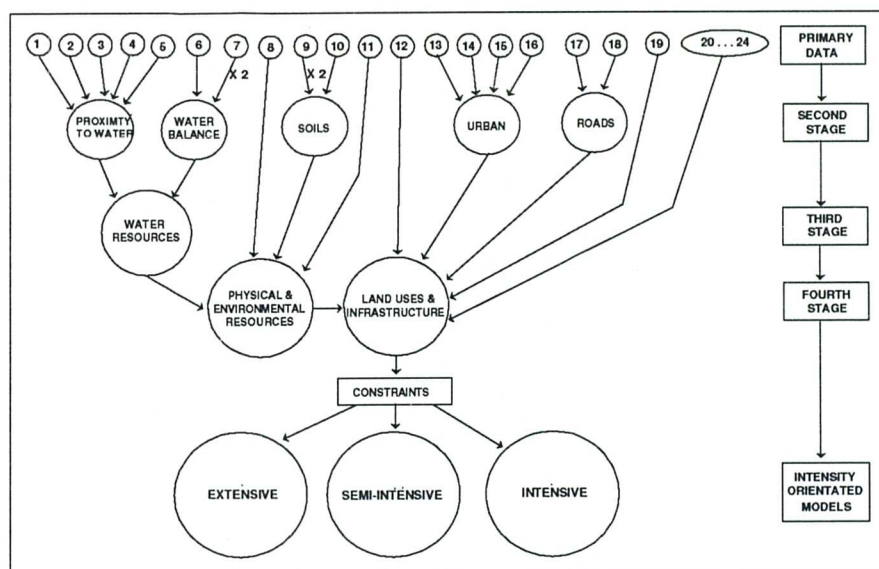 1 2 3 4 5 6 7 8 9 10 11 12 13 14 15 16 17 18 19 20 . . . 24
PRIMARY
DATA
X 2
X 2
PROXIMTY
TO WATER
WATER
BALANCE
SOILS
URBAN
ROADS
SECOND
STAGE
WATER
RESOURCES
THIRD
STAGE
PHYSICAL &
ENVIRONMENTAL
RESOURCES
LAND USES &
INFRASTRUCTURE
FOURTH
STAGE
CONSTRAINTS
EXTENSIVE
SEMI-INTENSIVE
INTENSIVE
INTENSITY
ORIENTATED
MODELS